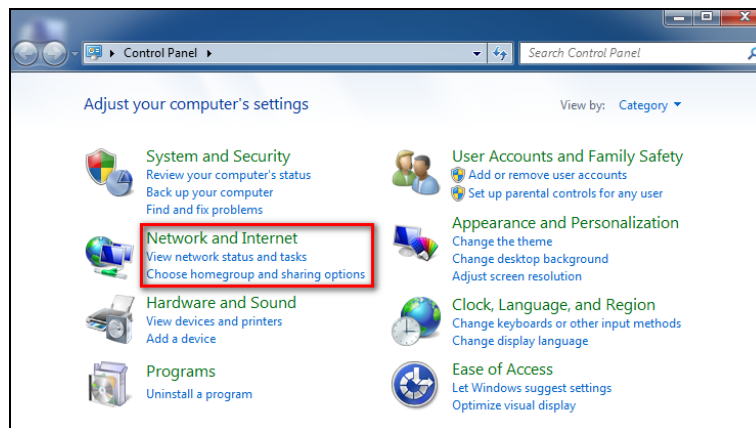 Control Panel
Search Control Panel
Adjust your computer's settings
View by: Category
System and Security
Review your computer's status
Back up your computer
Find and fix problems
Network and Internet
View network status and tasks
Choose homegroup and sharing options
Hardware and Sound
View devices and printers
Add a device
Programs
Uninstall a program
User Accounts and Family Safety
Add or remove user accounts
Set up parental controls for any user
Appearance and Personalization
Change the theme
Change desktop background
Adjust screen resolution
Clock, Language, and Region
Change keyboards or other input methods
Change display language
Ease of Access
Let Windows suggest settings
Optimize visual display